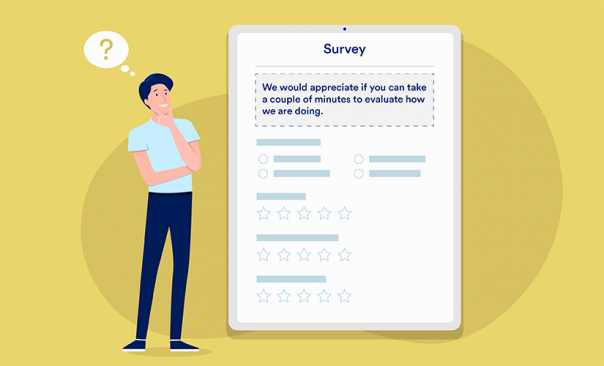 ?
Survey
We would appreciate if you can take
a couple of minutes to evaluate how
we are doing.